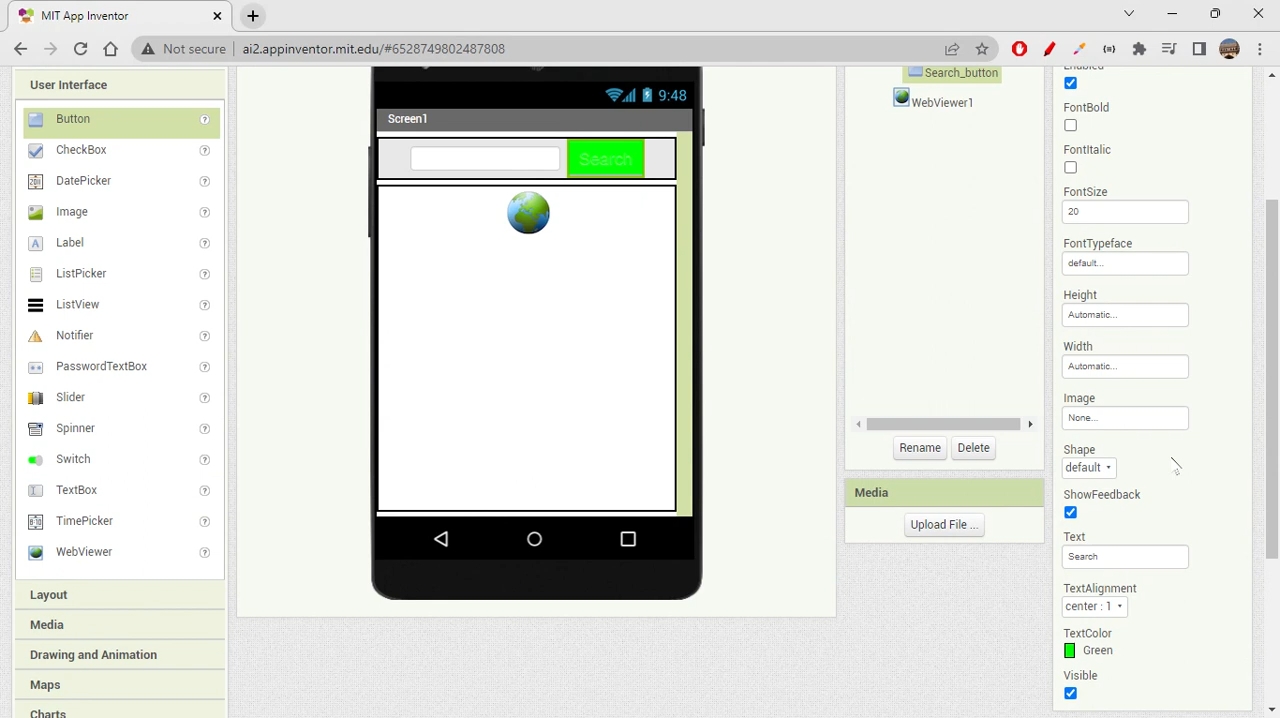 MIT App Inventor
Not secure
ai2.appinventor.mit.edu/#6528749802487808
User Interface
Button
CheckBox
DatePicker
Image
Label
ListPicker
ListView
Notifier
PasswordTextBox
Slider
Spinner
Switch
TextBox
TimePicker
WebViewer
Layout
Media
Drawing and Animation
Maps
Charts
9:48
Screen1
Search
Search_button
WebViewer1
Rename
Delete
Media
Upload File ...
Enabled
FontBold
FontItalic
FontSize
20
FontTypeface
default...
Height
Automatic...
Width
Automatic...
Image
None...
Shape
default
ShowFeedback
Text
Search
TextAlignment
center : 1
TextColor
Green
Visible